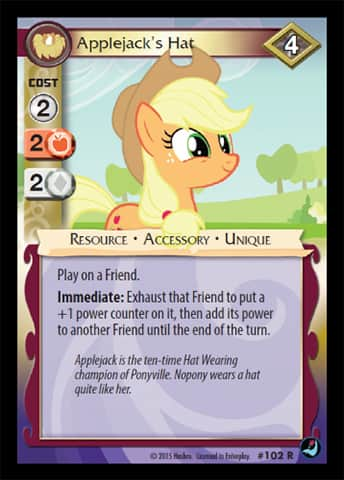 Applejack's Hat
4
COST
2
2
2
RESOURCE • ACCESSORY • UNIQUE
Play on a Friend.
Immediate: Exhaust that Friend to put a
+1 power counter on it, then add its power
to another Friend until the end of the turn.
Applejack is the ten-time Hat Wearing
champion of Ponyville. Nopony wears a hat
quite like her.
© 2015 Hasbro. Licensed to Enterplay. #102 R